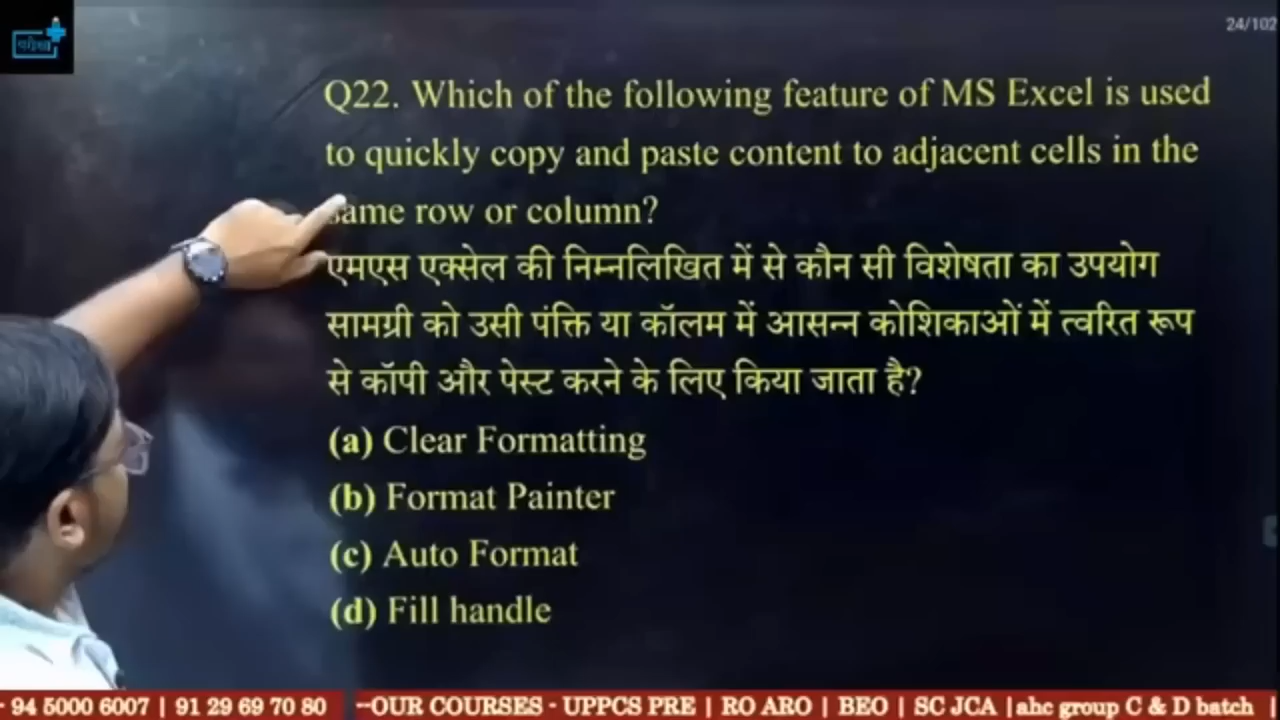 परीक्षा
24/102
Q22. Which of the following feature of MS Excel is used
to quickly copy and paste content to adjacent cells in the
same row or column?
एमएस एक्सेल की निम्नलिखित में से कौन सी विशेषता का उपयोग
सामग्री को उसी पंक्ति या कॉलम में आसन्न कोशिकाओं में त्वरित रूप
से कॉपी और पेस्ट करने के लिए किया जाता है?
(a) Clear Formatting
(b) Format Painter
(c) Auto Format
(d) Fill handle
- 94 5000 6007 | 91 29 69 70 80 --OUR COURSES - UPPCS PRE | RO ARO | BEO | SC JCA |ahc group C & D batch |